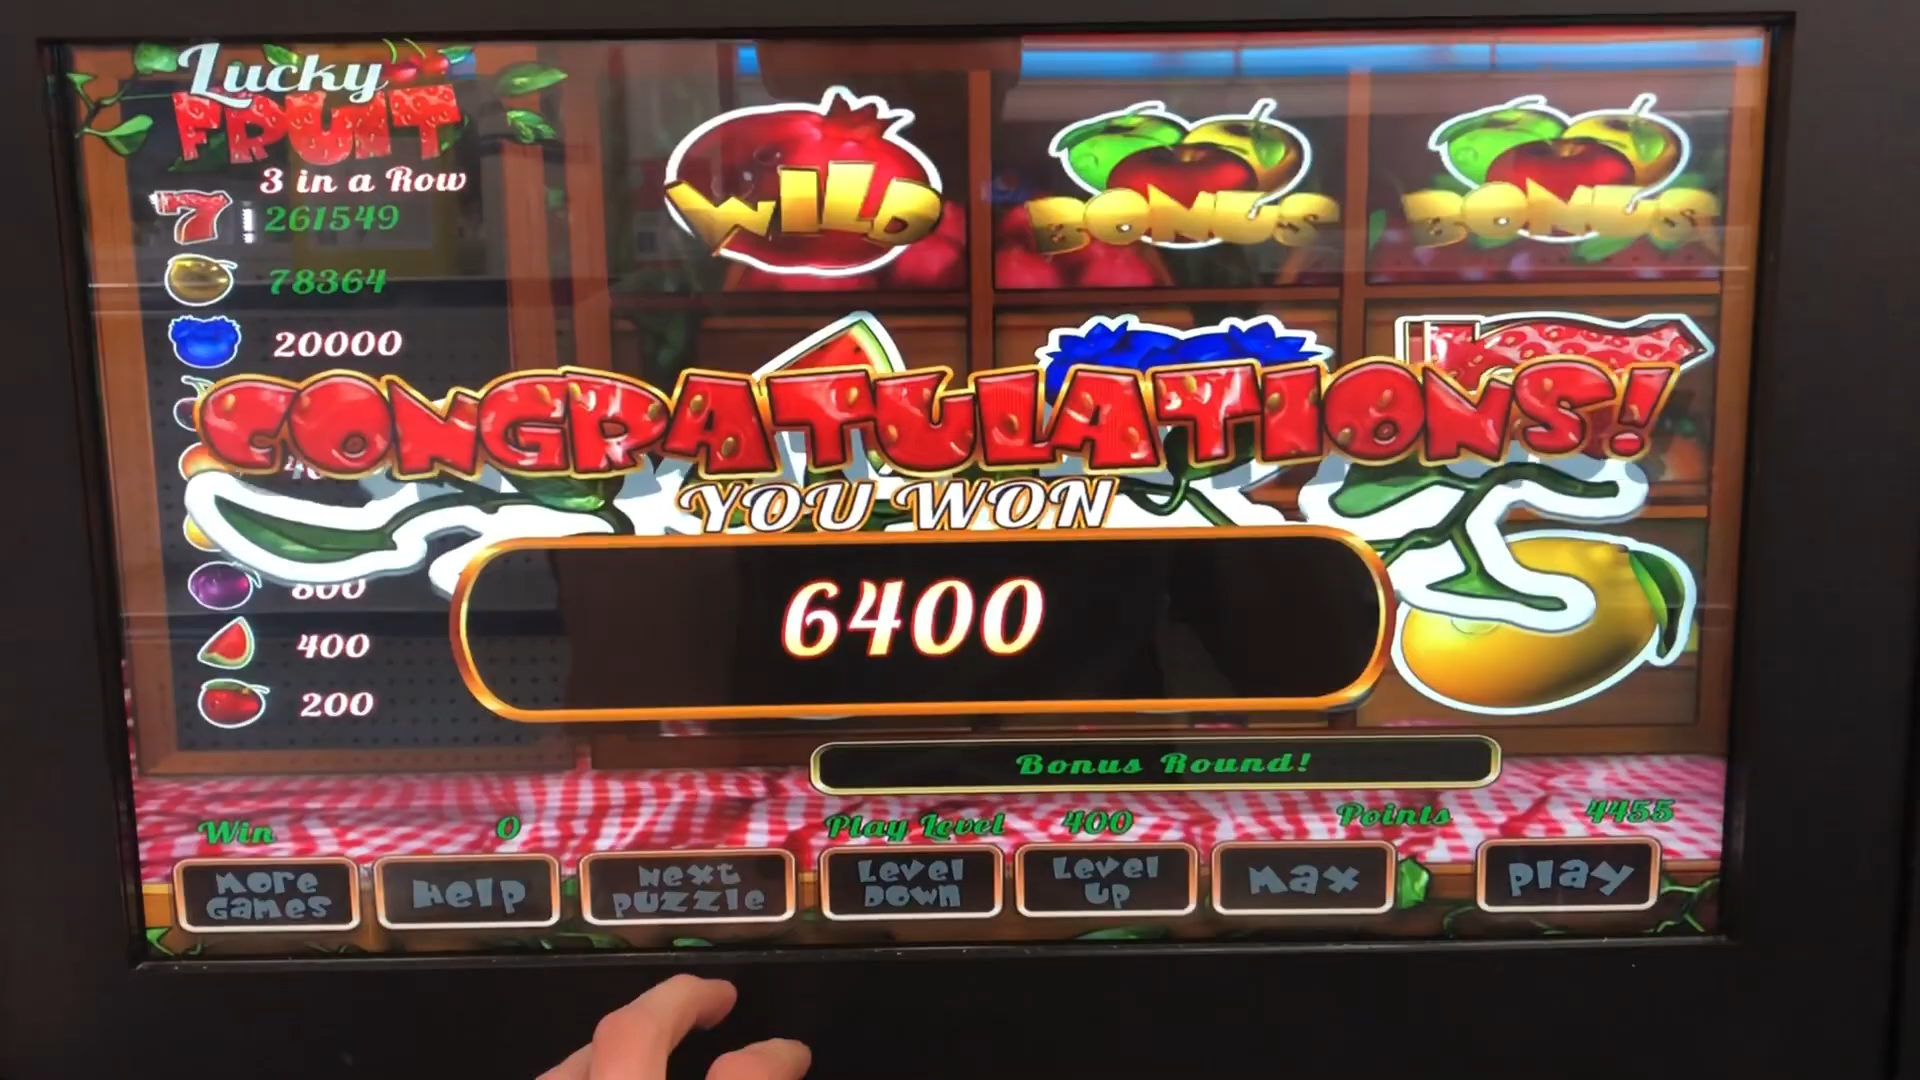 Lucky
FRUIT
3 in a Row
261549
78364
20000
800
400
200
WILD
BONUS
BONUS
CONGRATULATIONS!
YOU WON
6400
Bonus Round!
Win 0 Play Level 400 Points 4455
More Games
Help
Next Puzzle
Level Down
Level Up
Max
Play